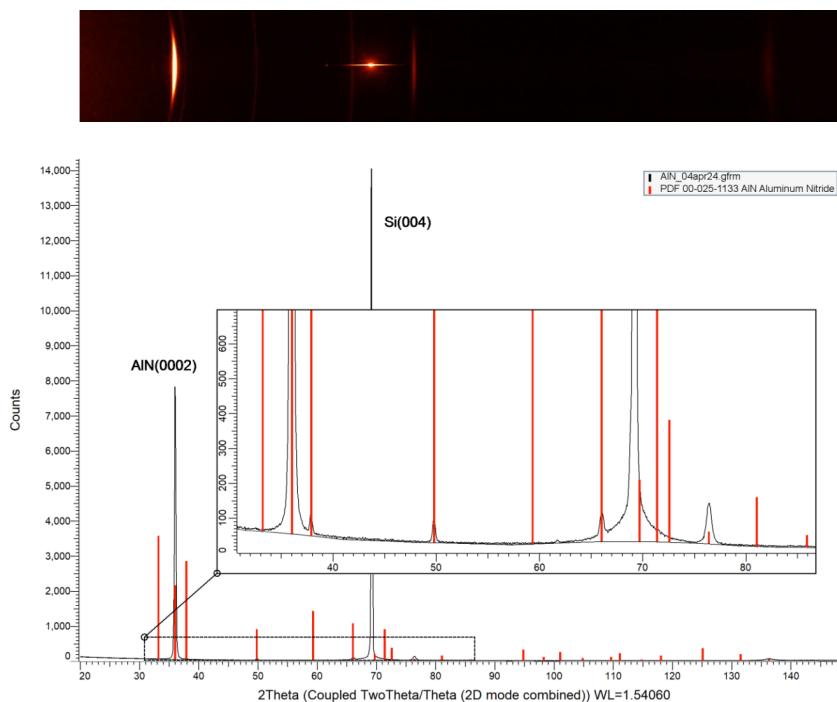 14,000
13,000
12,000
11,000
10,000
9,000
8,000
7,000
6,000
5,000
4,000
3,000
2,000
1,000
0
Counts
AlN_04apr24.gfrm
PDF 00-025-1133 AlN Aluminum Nitride
Si(004)
AlN(0002)
600
500
400
300
200
100
0
40 50 60 70 80
20 30 40 50 60 70 80 90 100 110 120 130 140
2Theta (Coupled TwoTheta/Theta (2D mode combined)) WL=1.54060